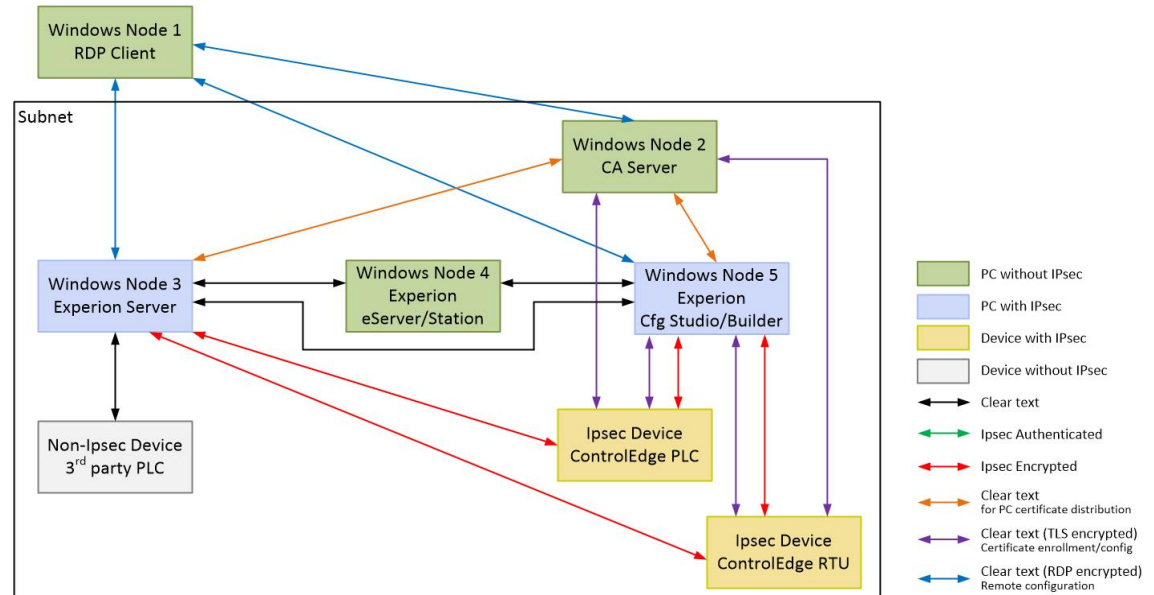 Windows Node 1
RDP Client
Subnet
Windows Node 2
CA Server
Windows Node 3
Experion Server
Windows Node 4
Experion
eServer/Station
Windows Node 5
Experion
Cfg Studio/Builder
Non-Ipsec Device
3rd party PLC
Ipsec Device
ControlEdge PLC
Ipsec Device
ControlEdge RTU
PC without IPsec
PC with IPsec
Device with IPsec
Device without IPsec
Clear text
Ipsec Authenticated
Ipsec Encrypted
Clear text
for PC certificate distribution
Clear text (TLS encrypted)
Certificate enrollment/config
Clear text (RDP encrypted)
Remote configuration